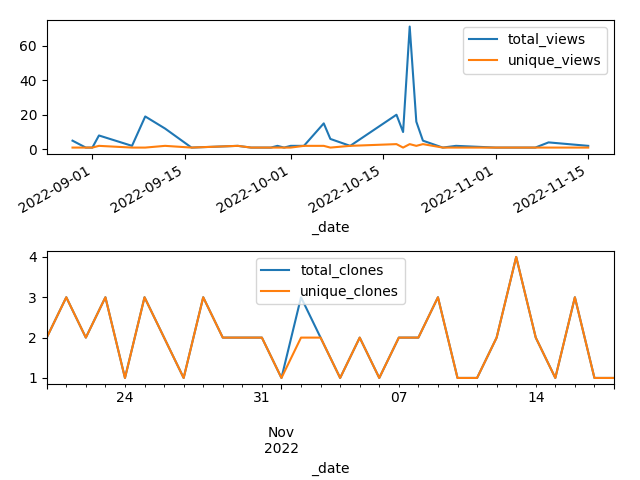 60
40
20
0
total_views
unique_views
2022-09-01
2022-09-15
2022-10-01
2022-10-15
2022-11-01
2022-11-15
_date
4
3
2
1
total_clones
unique_clones
24
31
07
14
Nov
2022
_date